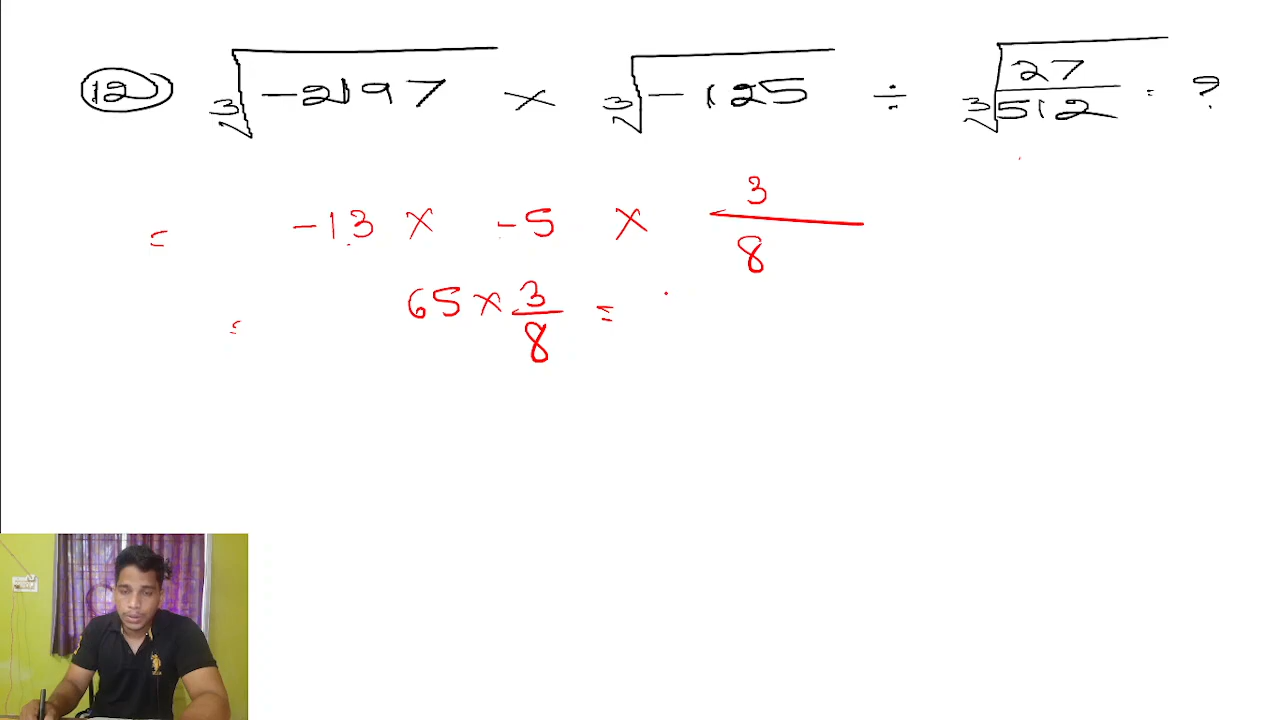 12) ∛-2197 × ∛-125 ÷ ∛27/512 = ?
= -13 × -5 × 3/8
= 65 × 3/8 =